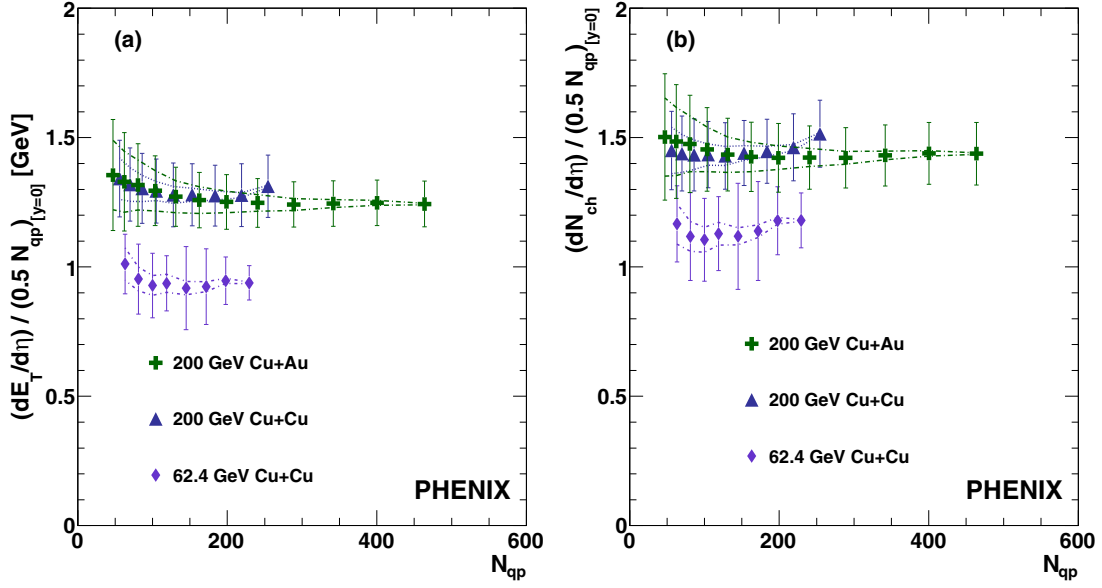 (a)
(dE_T/dη) / (0.5 N_qp)_[y=0] [GeV]
2
1.5
1
0.5
0
200 GeV Cu+Au
200 GeV Cu+Cu
62.4 GeV Cu+Cu
PHENIX
0 200 400 600
N_qp
(b)
(dN_ch/dη) / (0.5 N_qp)_[y=0]
2
1.5
1
0.5
0
200 GeV Cu+Au
200 GeV Cu+Cu
62.4 GeV Cu+Cu
PHENIX
0 200 400 600
N_qp